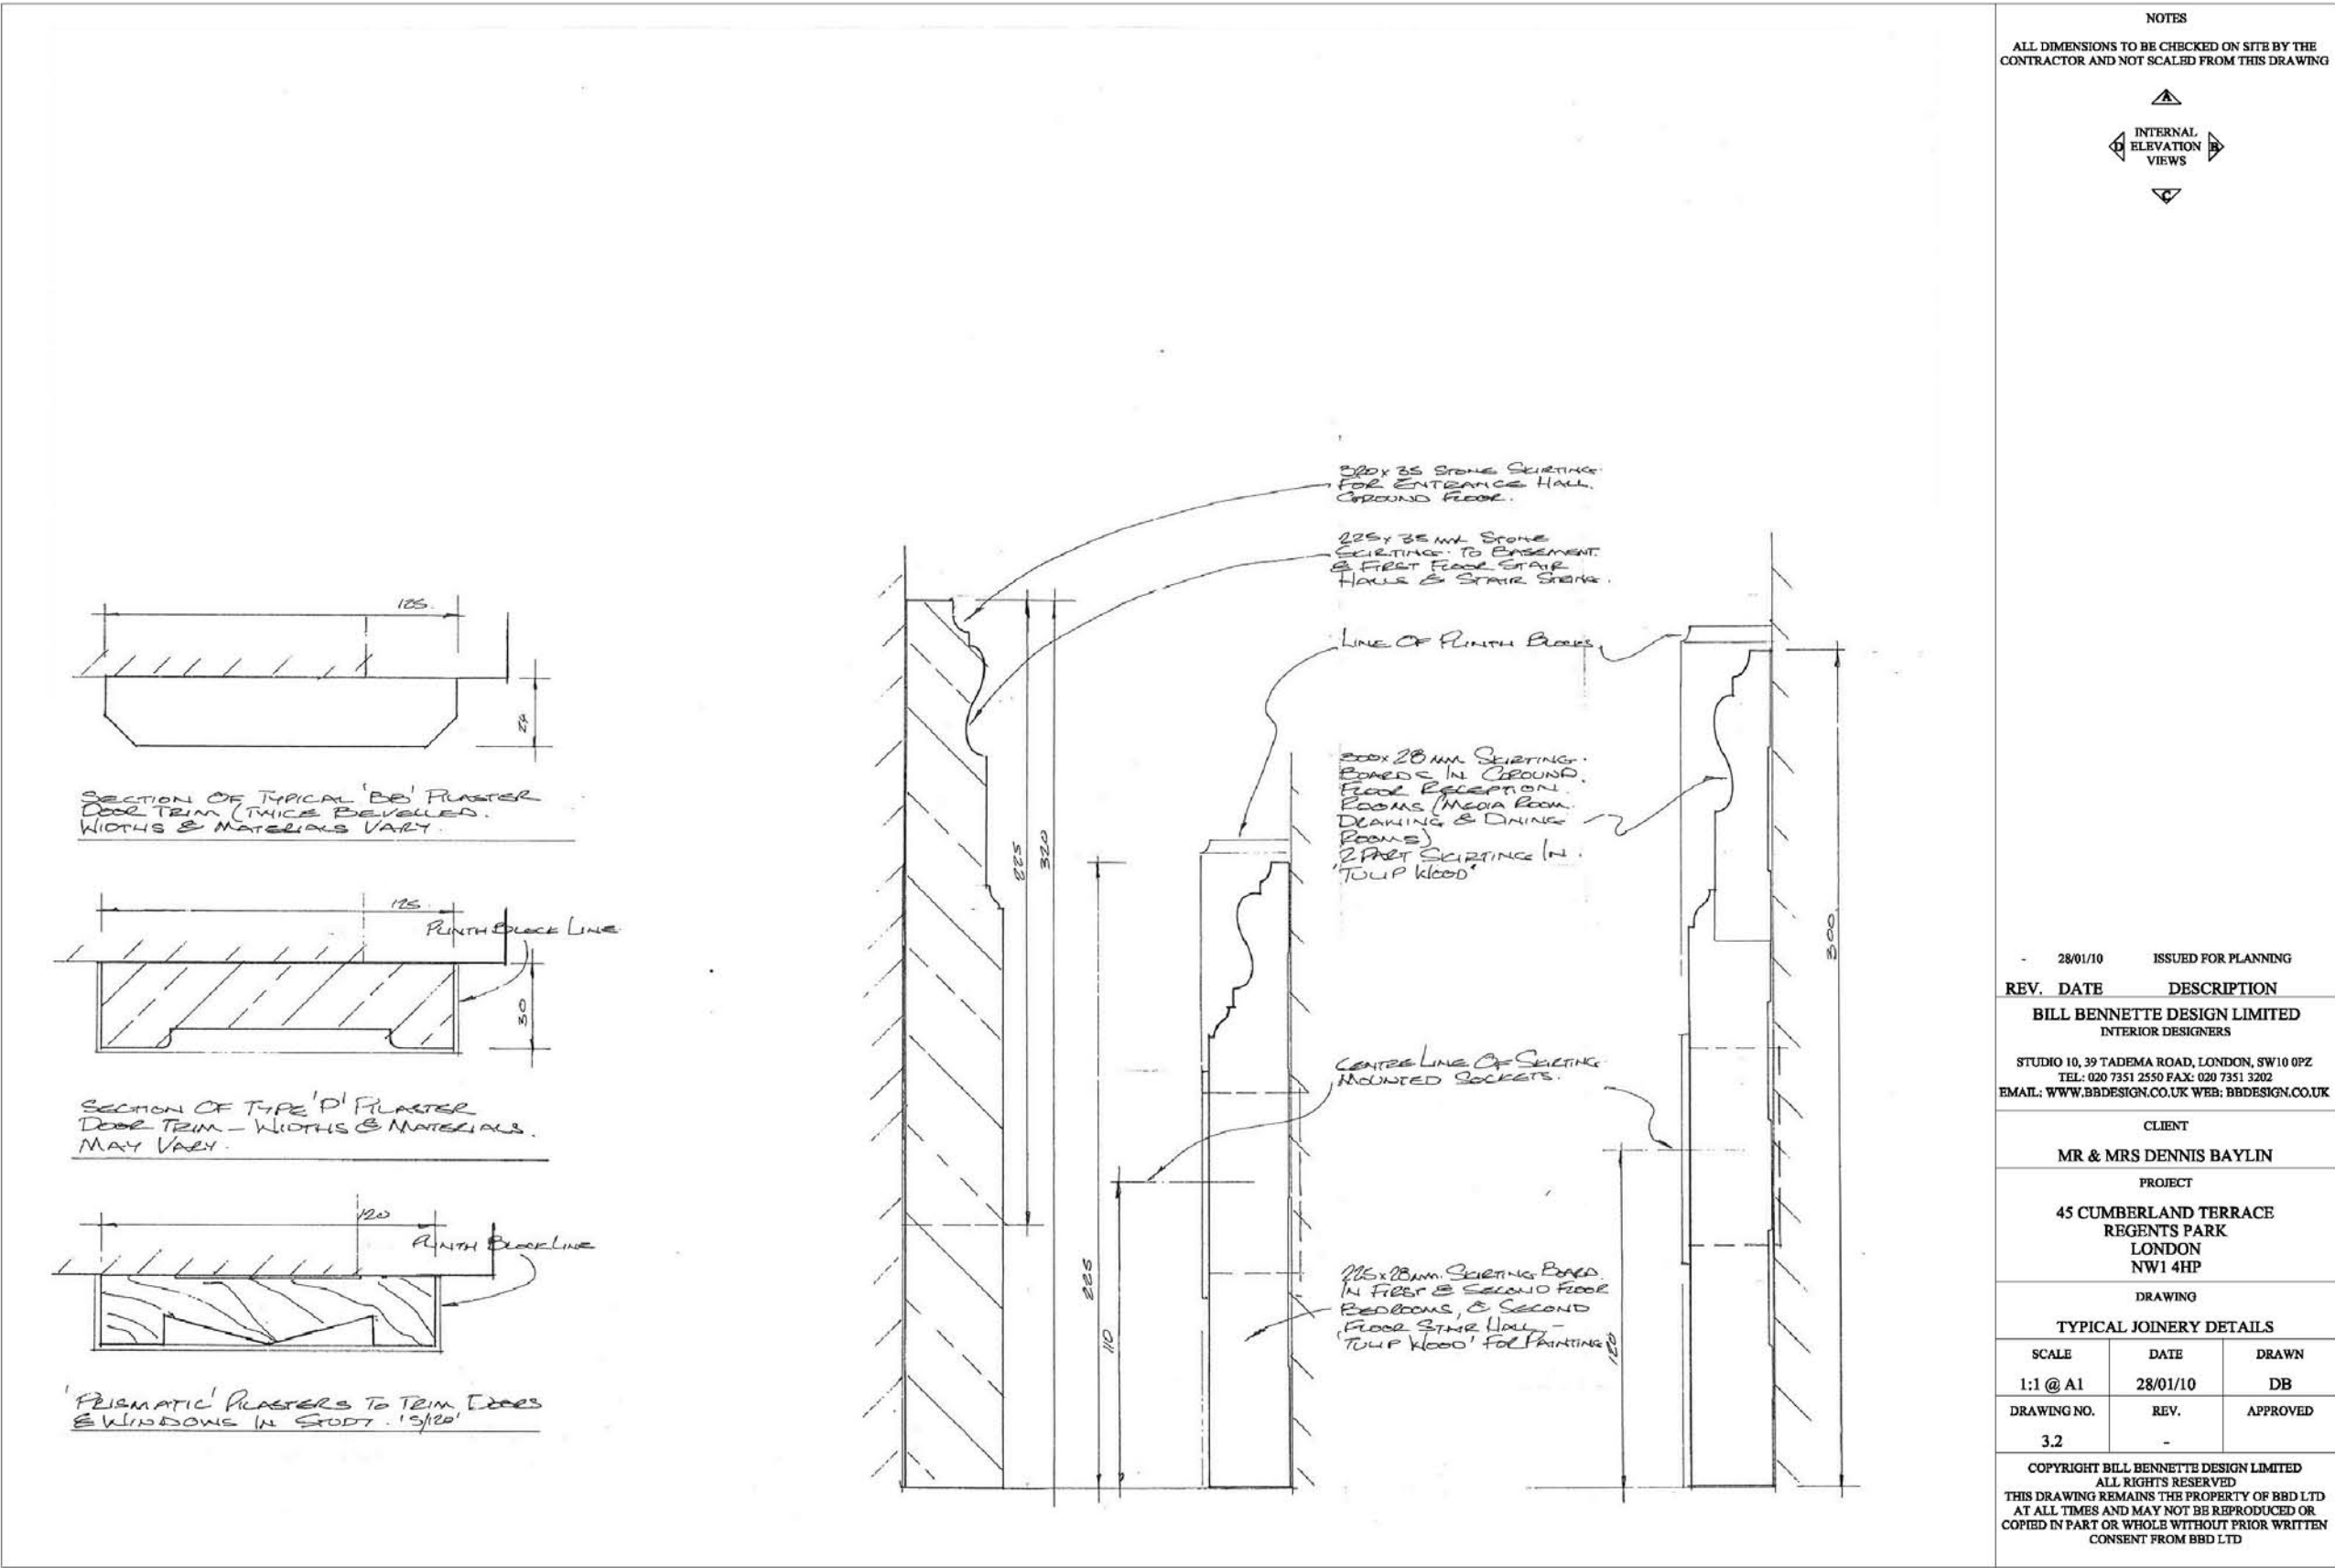 125.
24
SECTION OF TYPICAL 'BB' PILASTER
DOOR TRIM (TWICE BEVELLED.
WIDTHS & MATERIALS VARY.
125.
PLINTH BLOCK LINE
30
SECTION OF TYPE 'P' PILASTER
DOOR TRIM – WIDTHS & MATERIALS.
MAY VARY.
120
PLINTH BLOCK LINE
'PRISMATIC' PILASTERS TO TRIM DOORS
& WINDOWS IN STUDY. 'S/120'
320 x 35 STONE SKIRTING.
FOR ENTRANCE HALL.
GROUND FLOOR.
225 x 35 MM STONE
SKIRTING. TO BASEMENT.
& FIRST FLOOR STAIR
HALLS & STAIR STRING.
LINE OF PLINTH BLOCKS.
300 x 28 MM SKIRTING.
BOARDS IN GROUND.
FLOOR RECEPTION.
ROOMS (MEDIA ROOM.
DRAWING & DINING
ROOMS)
2 PART SKIRTING IN.
'TULIP WOOD'
CENTRE LINE OF SKIRTING.
MOUNTED SOCKETS.
225 x 28 MM. SKIRTING BOARD.
IN FIRST & SECOND FLOOR
BEDROOMS, & SECOND
FLOOR STAIR HALL –
'TULIP WOOD' FOR PAINTING
225
320
225
110
120
300
NOTES
ALL DIMENSIONS TO BE CHECKED ON SITE BY THE
CONTRACTOR AND NOT SCALED FROM THIS DRAWING
A
D
INTERNAL
ELEVATION
VIEWS
B
C
- 28/01/10 ISSUED FOR PLANNING
REV. DATE DESCRIPTION
BILL BENNETTE DESIGN LIMITED
INTERIOR DESIGNERS
STUDIO 10, 39 TADEMA ROAD, LONDON, SW10 0PZ
TEL: 020 7351 2550 FAX: 020 7351 3202
EMAIL: WWW.BBDESIGN.CO.UK WEB: BBDESIGN.CO.UK
CLIENT
MR & MRS DENNIS BAYLIN
PROJECT
45 CUMBERLAND TERRACE
REGENTS PARK
LONDON
NW1 4HP
DRAWING
TYPICAL JOINERY DETAILS
SCALE DATE DRAWN
1:1 @ A1 28/01/10 DB
DRAWING NO. REV. APPROVED
3.2 -
COPYRIGHT BILL BENNETTE DESIGN LIMITED
ALL RIGHTS RESERVED
THIS DRAWING REMAINS THE PROPERTY OF BBD LTD
AT ALL TIMES AND MAY NOT BE REPRODUCED OR
COPIED IN PART OR WHOLE WITHOUT PRIOR WRITTEN
CONSENT FROM BBD LTD